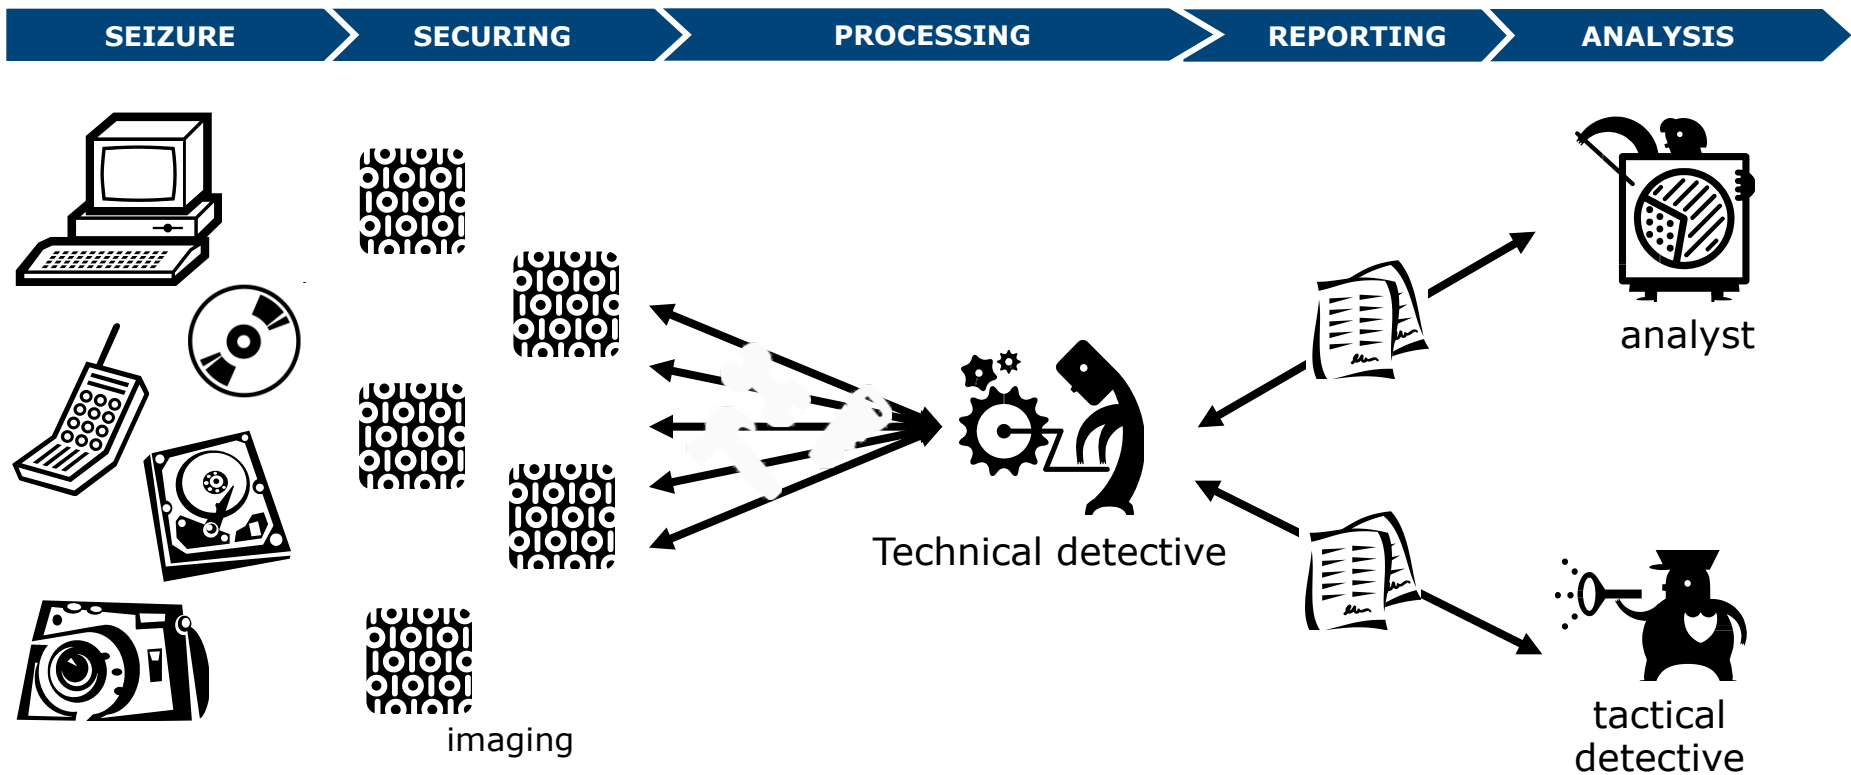 SEIZURE
SECURING
PROCESSING
REPORTING
ANALYSIS
analyst
Technical detective
imaging
tactical
detective